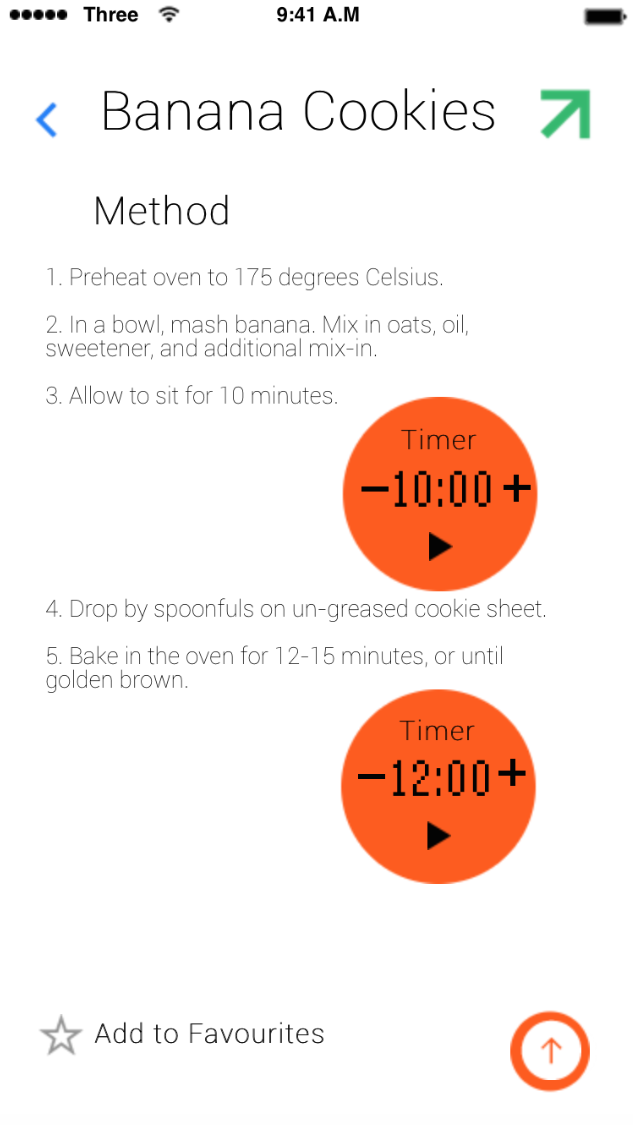 Three 9:41 A.M
Banana Cookies
Method
1. Preheat oven to 175 degrees Celsius.
2. In a bowl, mash banana. Mix in oats, oil,
sweetener, and additional mix-in.
3. Allow to sit for 10 minutes.
Timer
−10:00 +
4. Drop by spoonfuls on un-greased cookie sheet.
5. Bake in the oven for 12-15 minutes, or until
golden brown.
Timer
−12:00 +
Add to Favourites